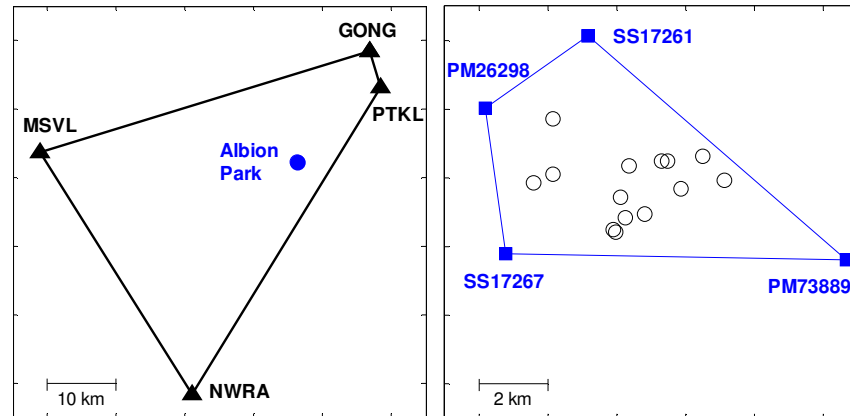 GONG
PTKL
MSVL
Albion
Park
NWRA
10 km
SS17261
PM26298
SS17267
PM73889
2 km